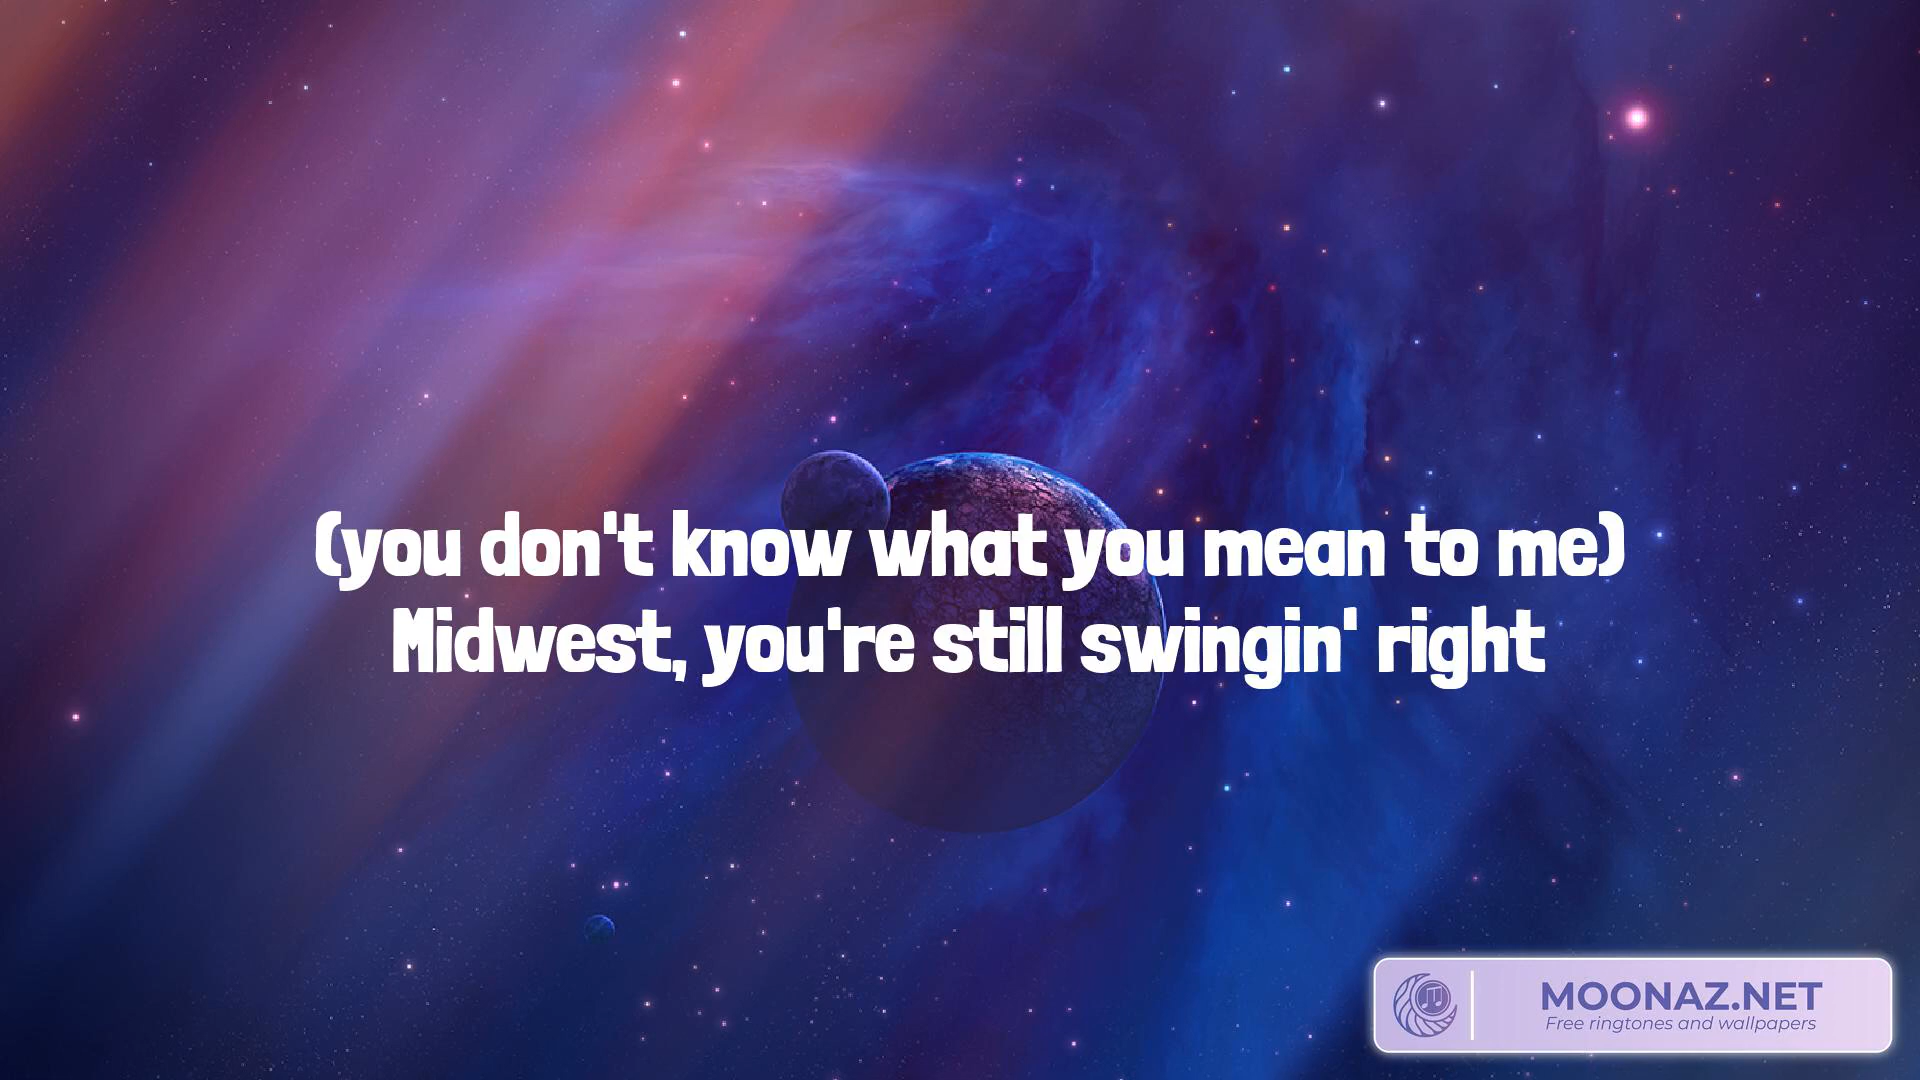 (you don't know what you mean to me)
Midwest, you're still swingin' right
MOONAZ.NET
Free ringtones and wallpapers